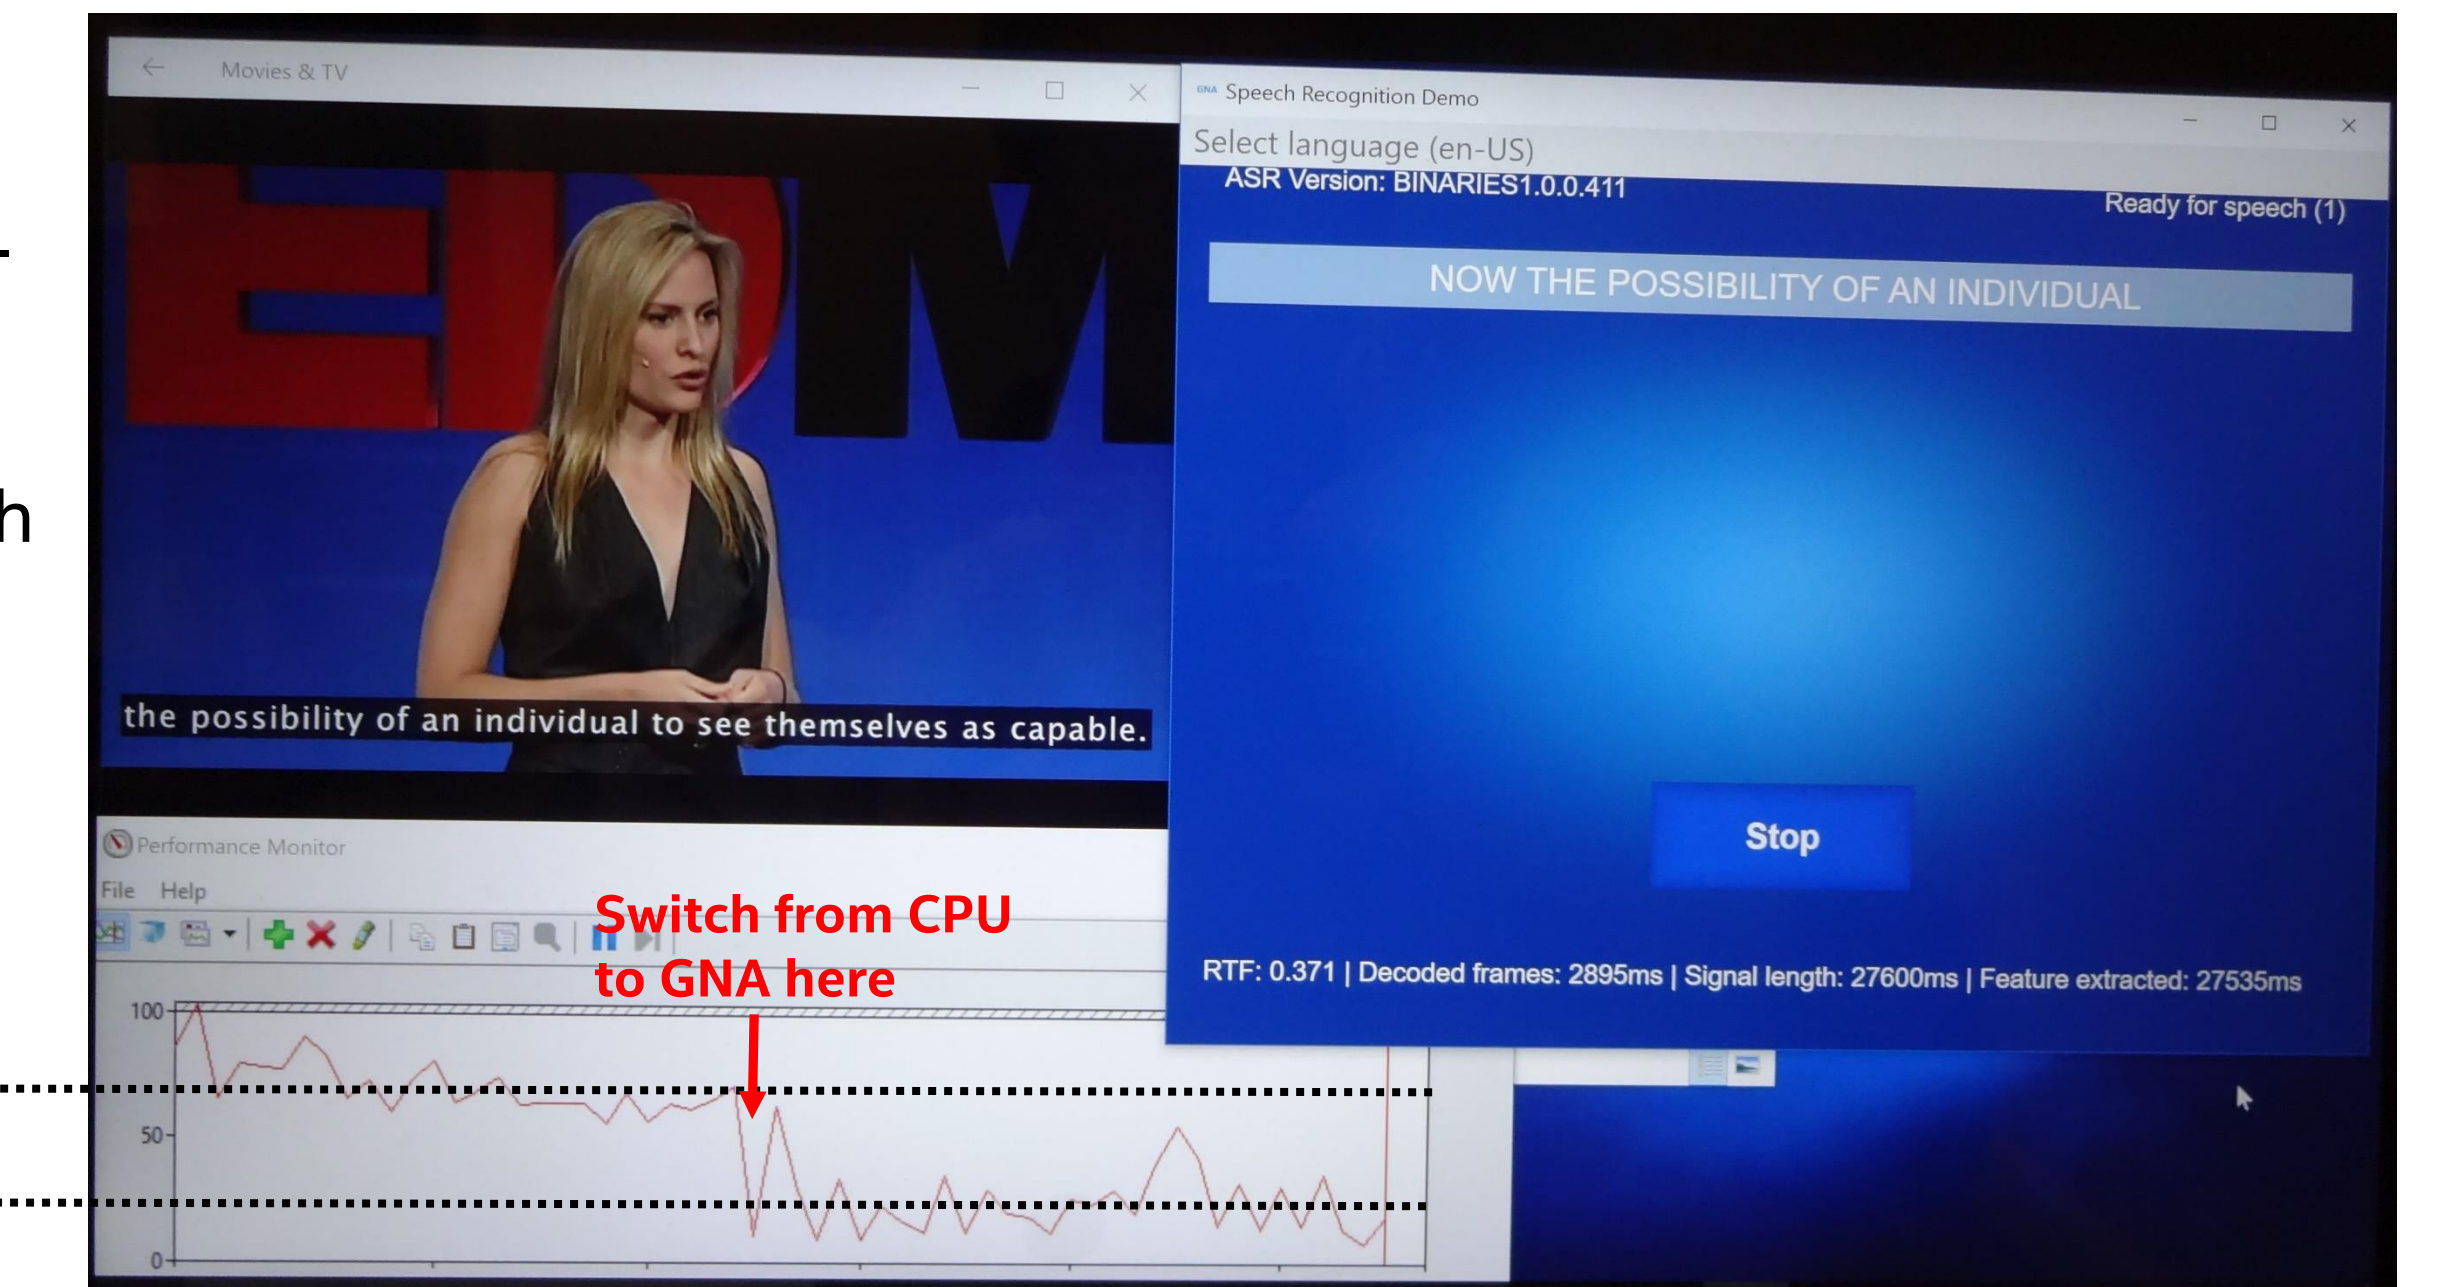 Movies & TV
EDM
the possibility of an individual to see themselves as capable.
GNA Speech Recognition Demo
Select language (en-US)
ASR Version: BINARIES1.0.0.411
Ready for speech (1)
NOW THE POSSIBILITY OF AN INDIVIDUAL
Stop
RTF: 0.371 | Decoded frames: 2895ms | Signal length: 27600ms | Feature extracted: 27535ms
h
Performance Monitor
File Help
Switch from CPU
to GNA here
100
50
0